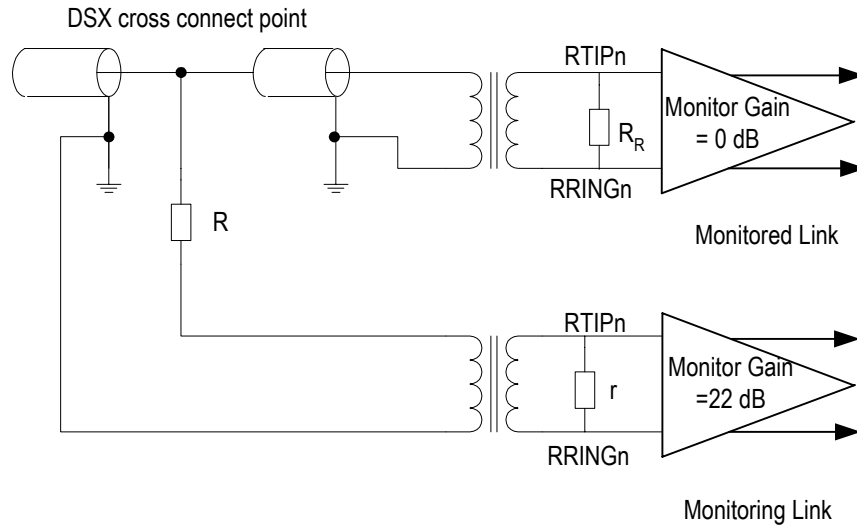 DSX cross connect point
RTIPn
Monitor Gain
= 0 dB
R_R
RRINGn
R
Monitored Link
RTIPn
Monitor Gain
=22 dB
r
RRINGn
Monitoring Link